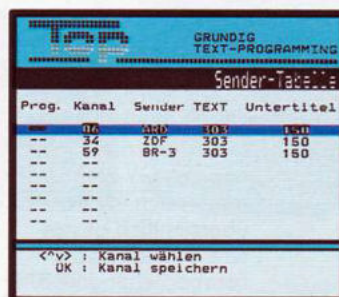 TOP
GRUNDIG
TEXT-PROGRAMMING
Sender-Tabelle
Prog. Kanal Sender TEXT Untertitel
-- 06 ARD 303 150
-- 34 ZDF 303 150
-- 59 BR-3 303 150
-- --
-- --
-- --
-- --
-- --
<^v> : Kanal wählen
OK : Kanal speichern